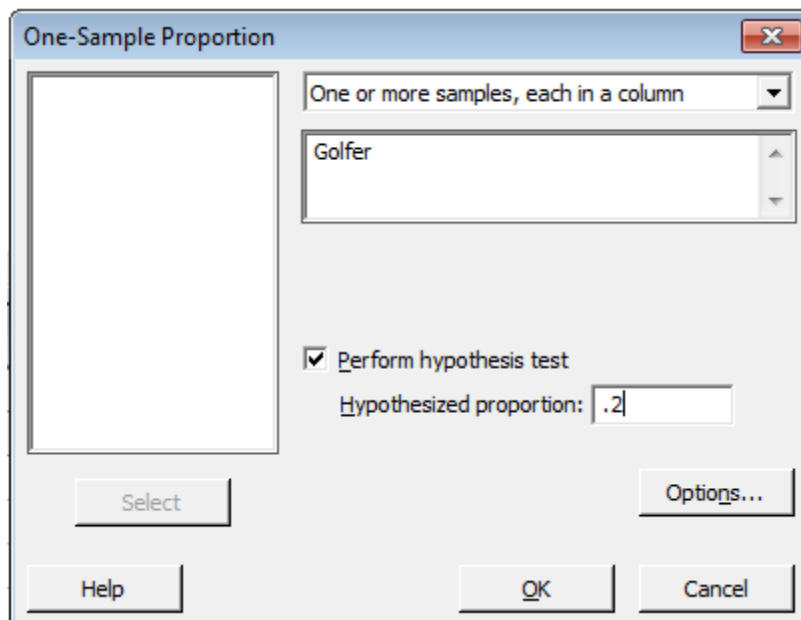 One-Sample Proportion
One or more samples, each in a column
Golfer
Perform hypothesis test
Hypothesized proportion: .2
Select
Options...
Help
OK
Cancel